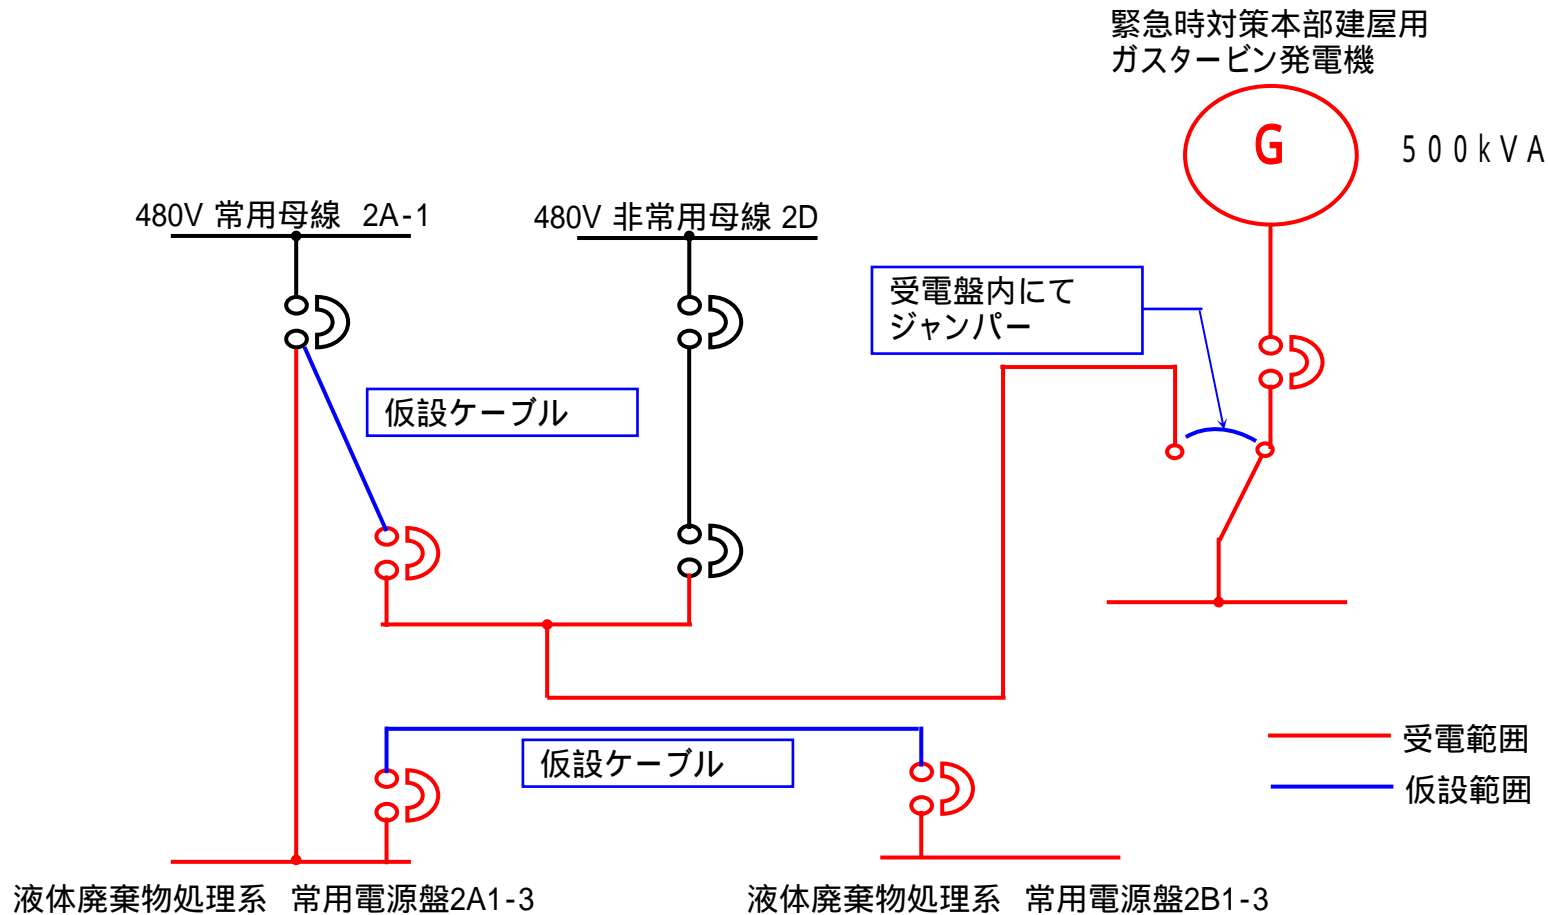 緊急時対策本部建屋用
ガスタービン発電機
G
５００ｋＶＡ
480V 常用母線 2A-1
480V 非常用母線 2D
受電盤内にて
ジャンパー
仮設ケーブル
仮設ケーブル
受電範囲
仮設範囲
液体廃棄物処理系 常用電源盤2A1-3
液体廃棄物処理系 常用電源盤2B1-3